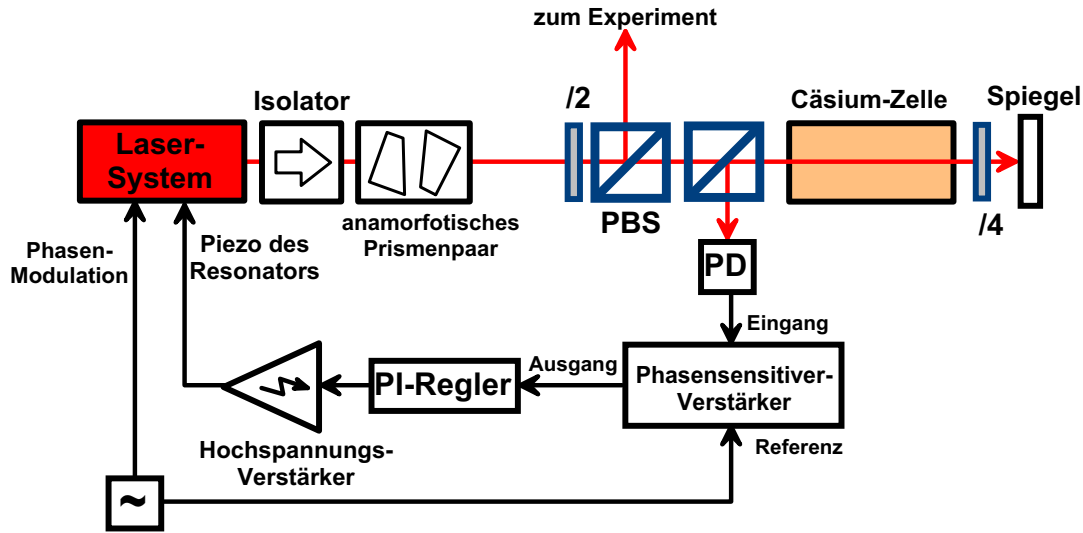 zum Experiment
Isolator
/2
Cäsium-Zelle
Spiegel
Laser-
System
PBS
/4
anamorfotisches
Prismenpaar
Phasen-
Modulation
Piezo des
Resonators
PD
Eingang
Ausgang
PI-Regler
Phasensensitiver-
Verstärker
Hochspannungs-
Verstärker
Referenz
~